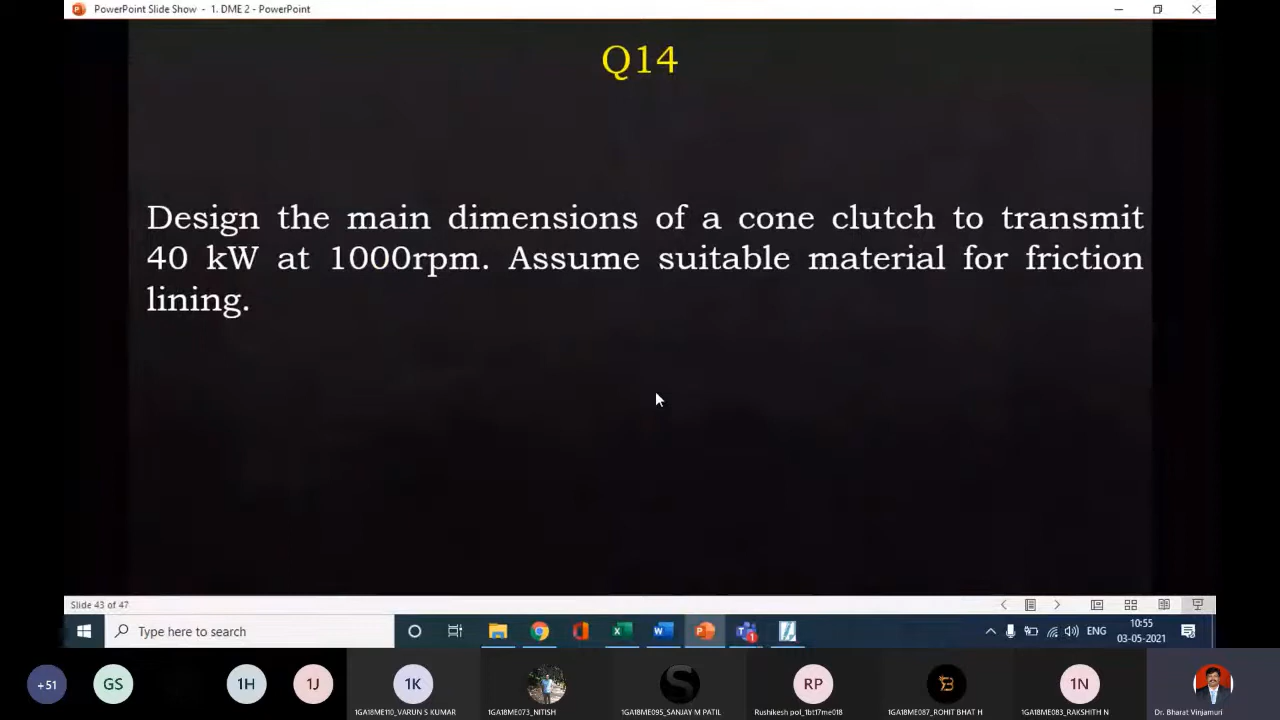 PowerPoint Slide Show - 1. DME 2 - PowerPoint
Q14
Design the main dimensions of a cone clutch to transmit
40 kW at 1000rpm. Assume suitable material for friction
lining.
Slide 43 of 47
Type here to search
ENG
10:55
03-05-2021
+51
GS
1H
1J
1K
S
RP
1N
1GA18ME110_VARUN S KUMAR
1GA18ME073_NITISH
1GA18ME095_SANJAY M PATIL
Rushikesh pol_1bt17me018
1GA18ME087_ROHIT BHAT H
1GA18ME083_RAKSHITH N
Dr. Bharat Vinjamuri